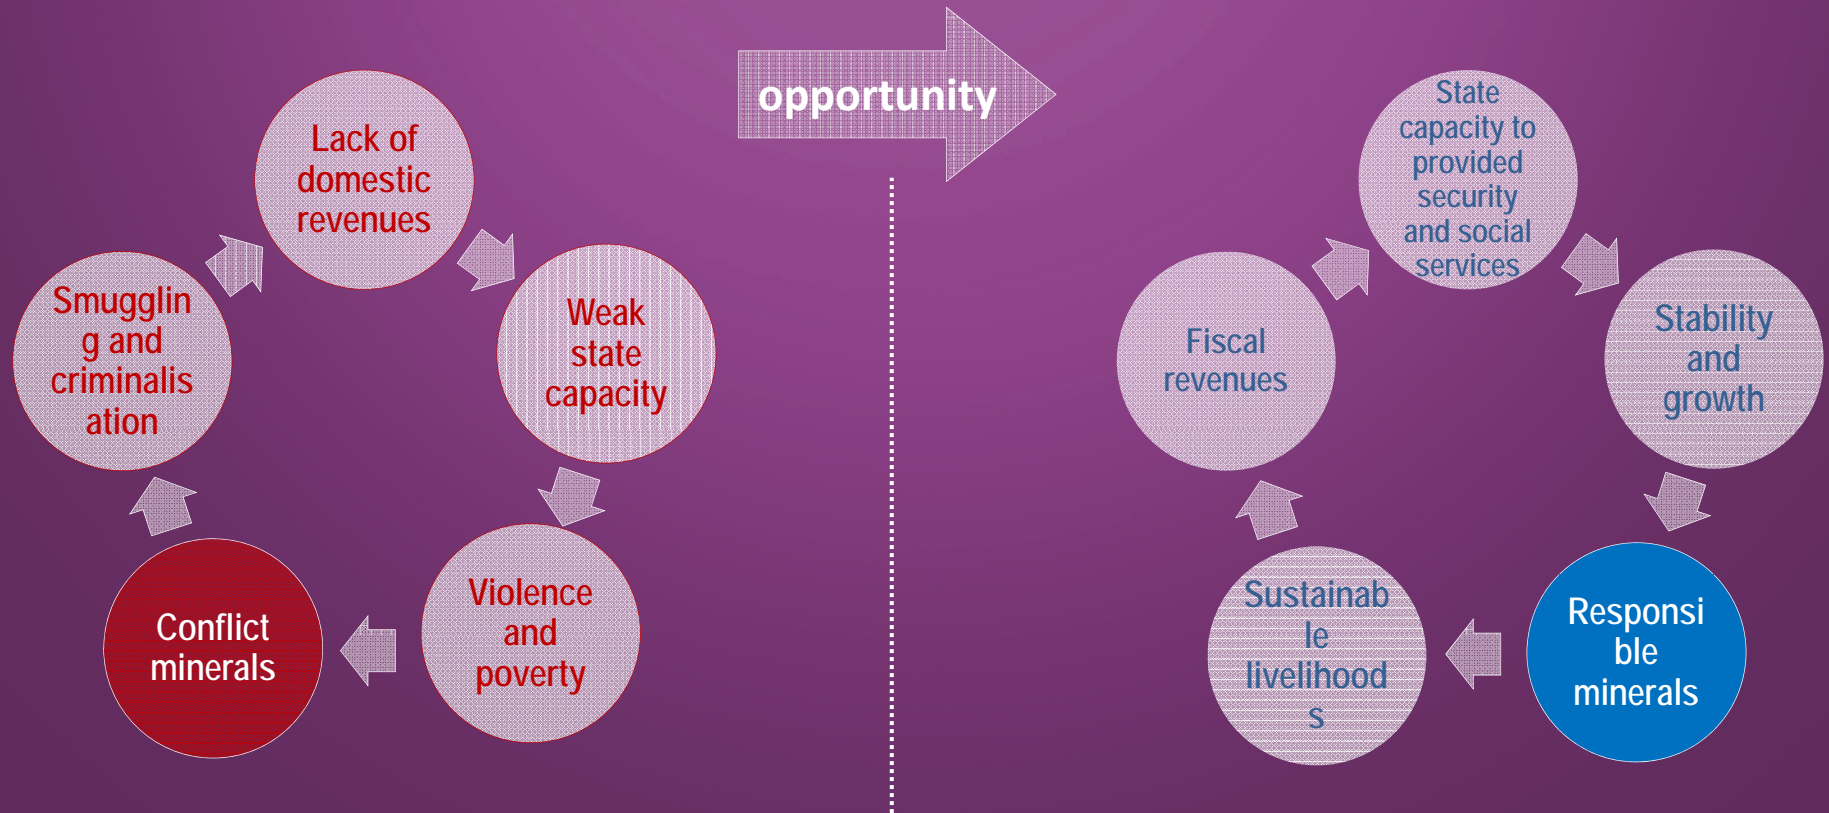 opportunity
Lack of
domestic
revenues
Weak
state
capacity
Violence
and
poverty
Conflict
minerals
Smugglin
g and
criminalis
ation
State
capacity to
provided
security
and social
services
Stability
and
growth
Responsi
ble
minerals
Sustainab
le
livelihood
s
Fiscal
revenues